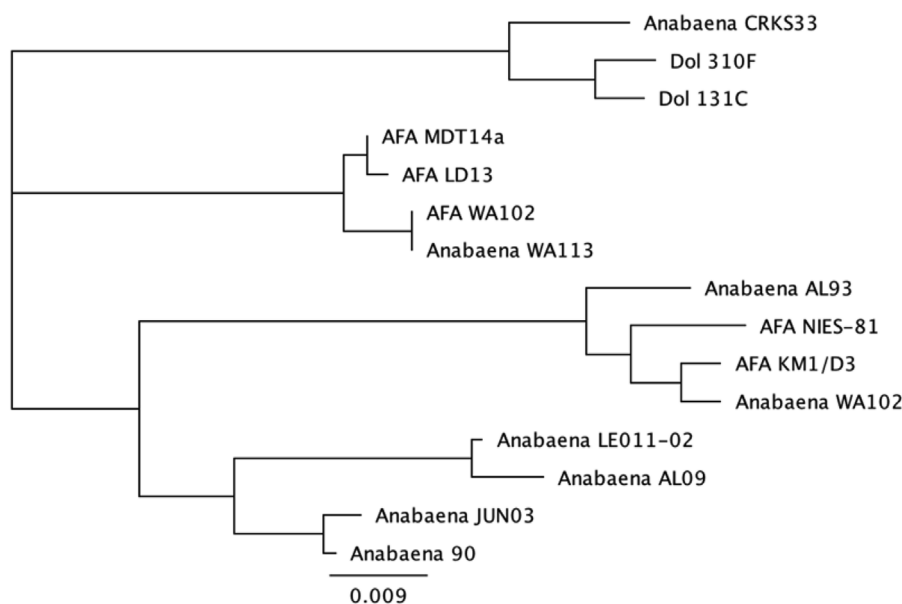 Anabaena CRKS33
Dol 310F
Dol 131C
AFA MDT14a
AFA LD13
AFA WA102
Anabaena WA113
Anabaena AL93
AFA NIES-81
AFA KM1/D3
Anabaena WA102
Anabaena LE011-02
Anabaena AL09
Anabaena JUN03
Anabaena 90
0.009